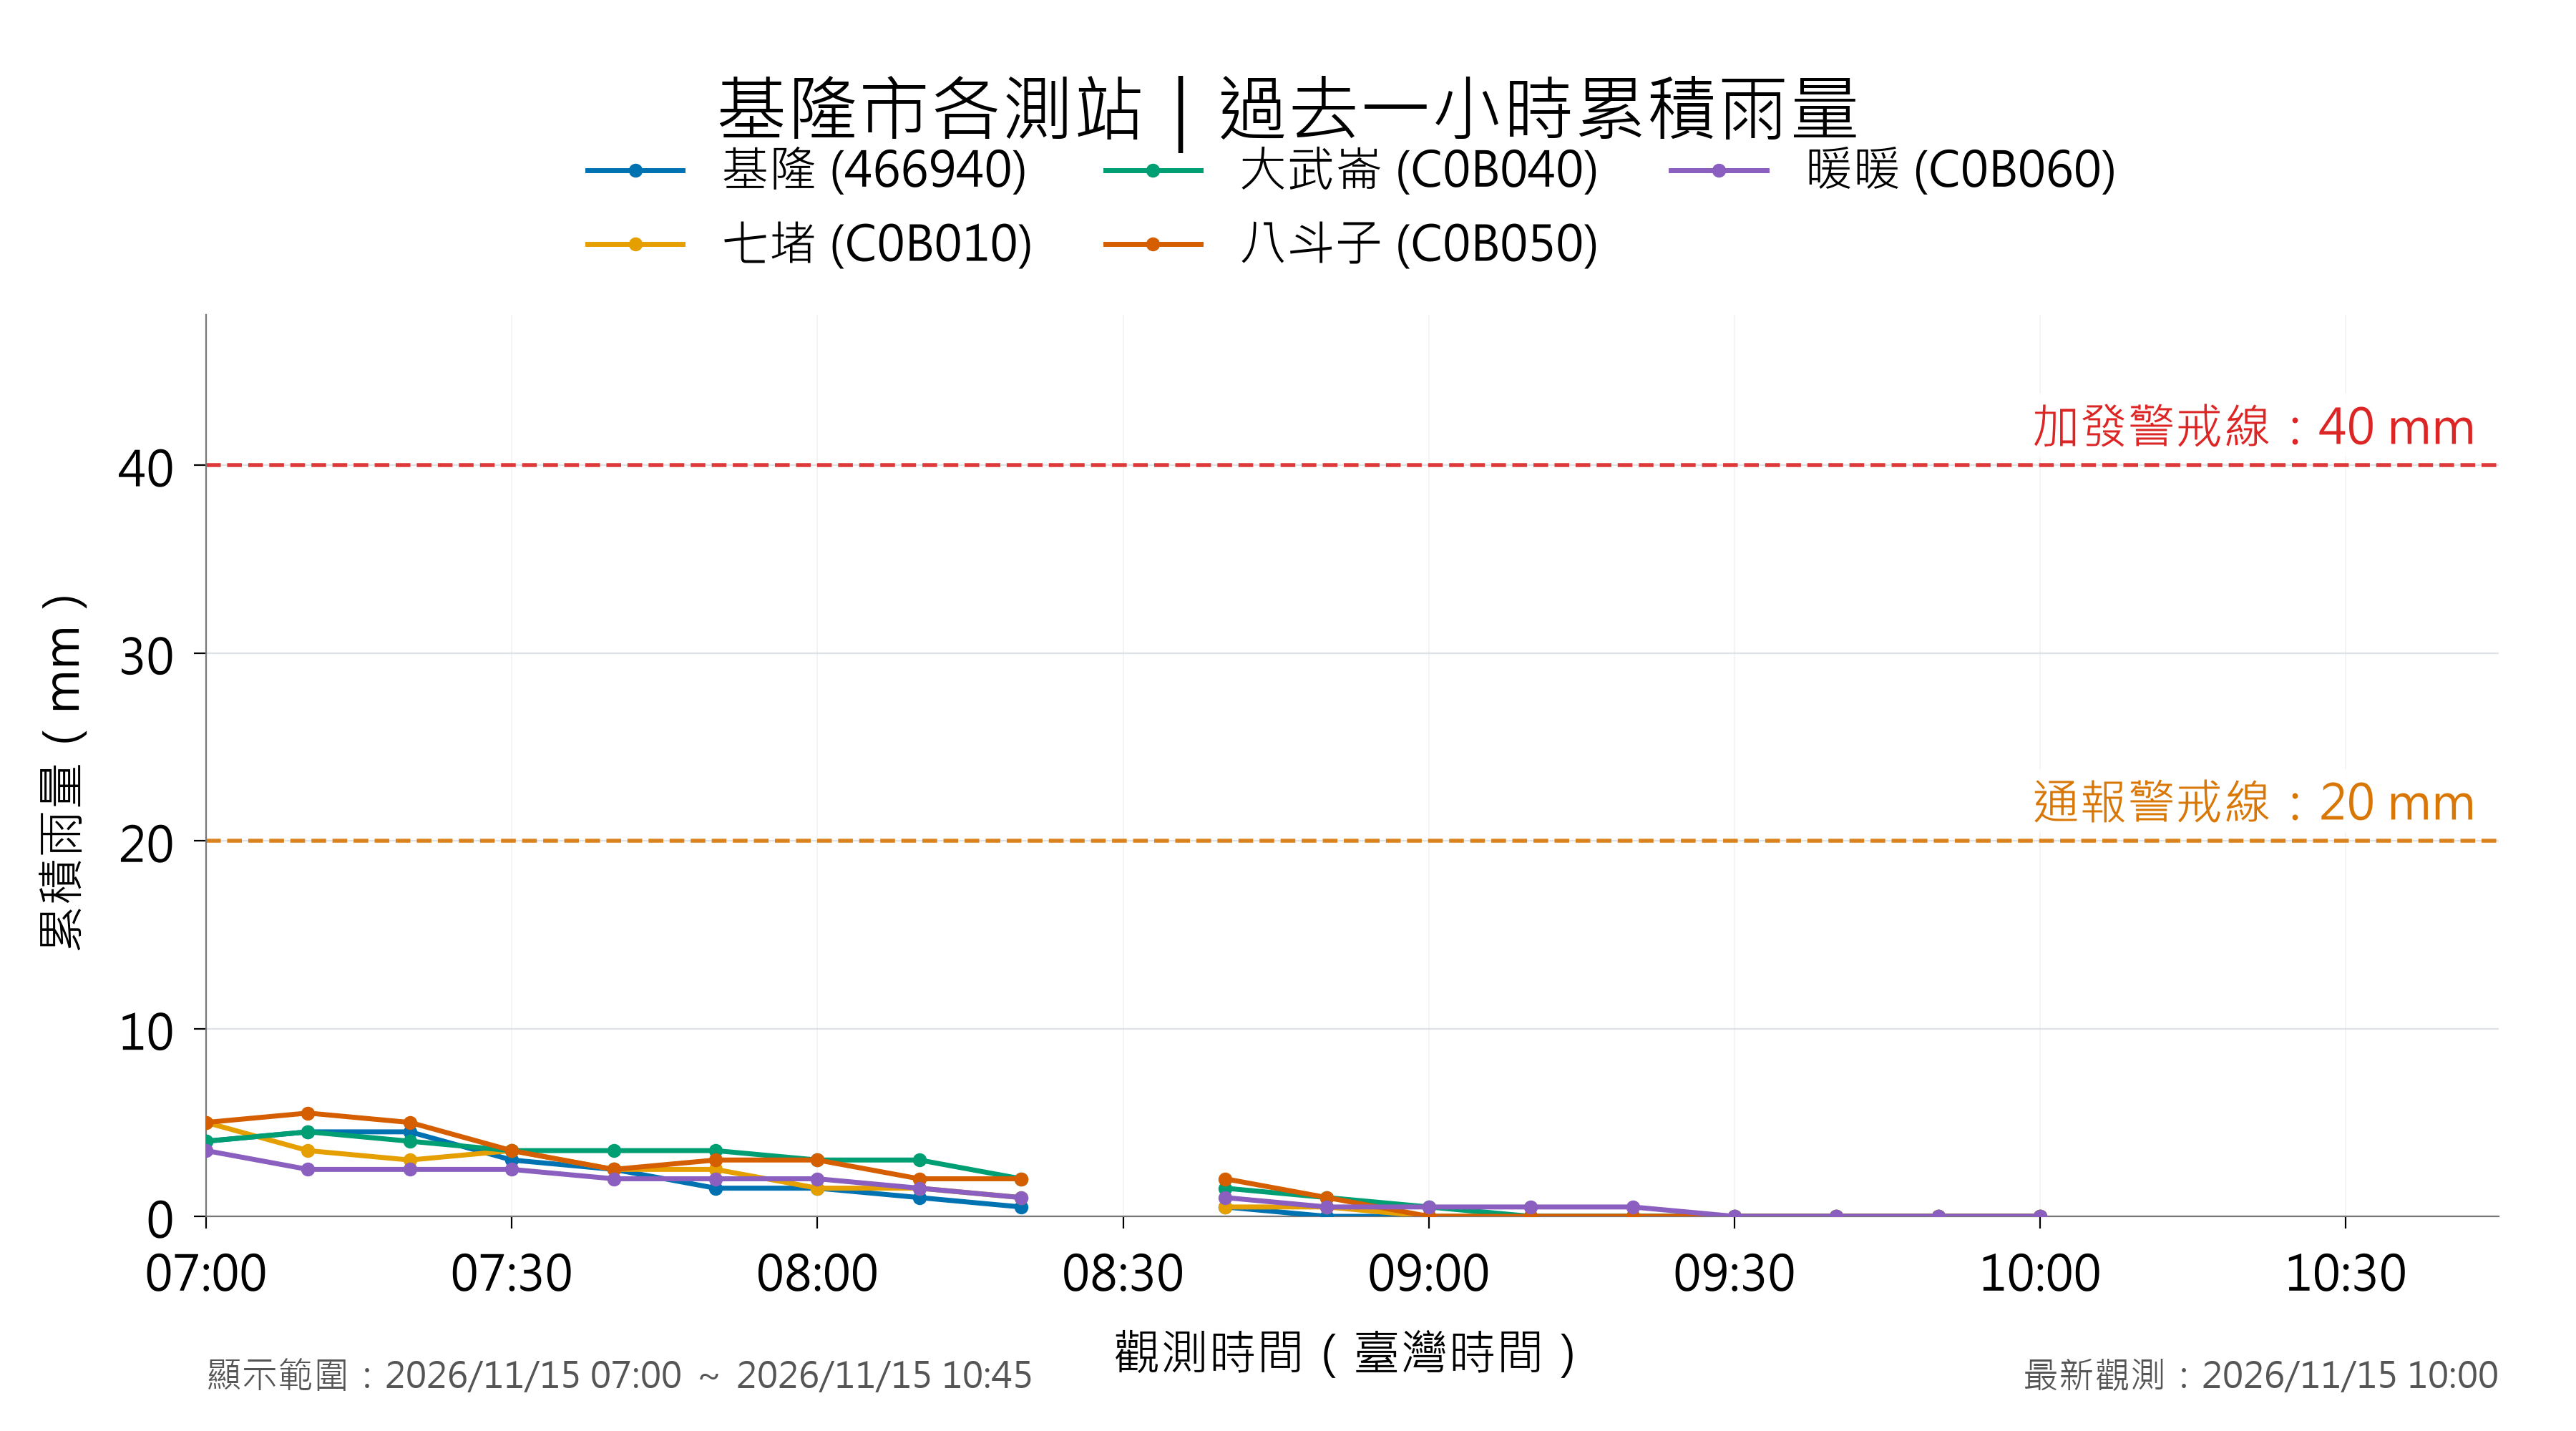 基隆市各測站｜過去一小時累積雨量
基隆 (466940)
大武崙 (C0B040)
暖暖 (C0B060)
七堵 (C0B010)
八斗子 (C0B050)
累積雨量（mm）
40
30
20
10
0
加發警戒線：40 mm
通報警戒線：20 mm
07:00 07:30 08:00 08:30 09:00 09:30 10:00 10:30
觀測時間（臺灣時間）
顯示範圍：2026/11/15 07:00 ~ 2026/11/15 10:45
最新觀測：2026/11/15 10:00